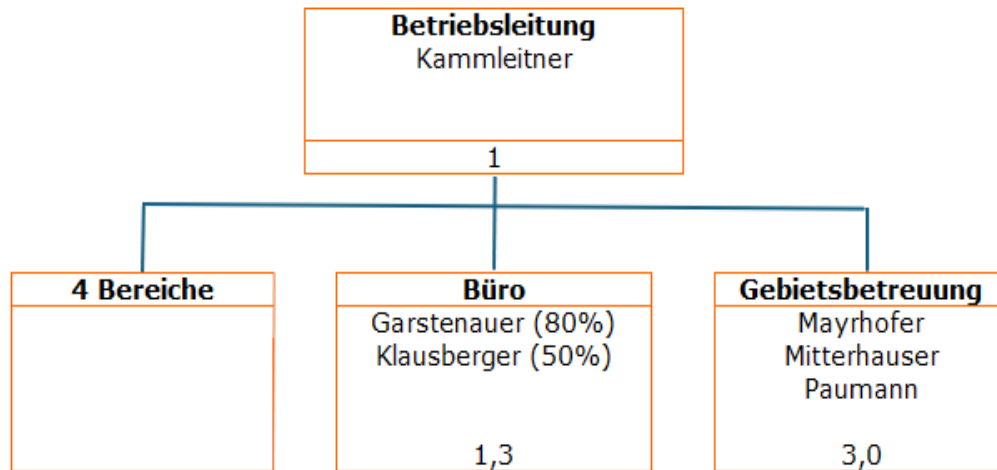 Betriebsleitung
Kammleitner
1
4 Bereiche
Büro
Garstenauer (80%)
Klausberger (50%)
1,3
Gebietsbetreuung
Mayrhofer
Mitterhauser
Paumann
3,0